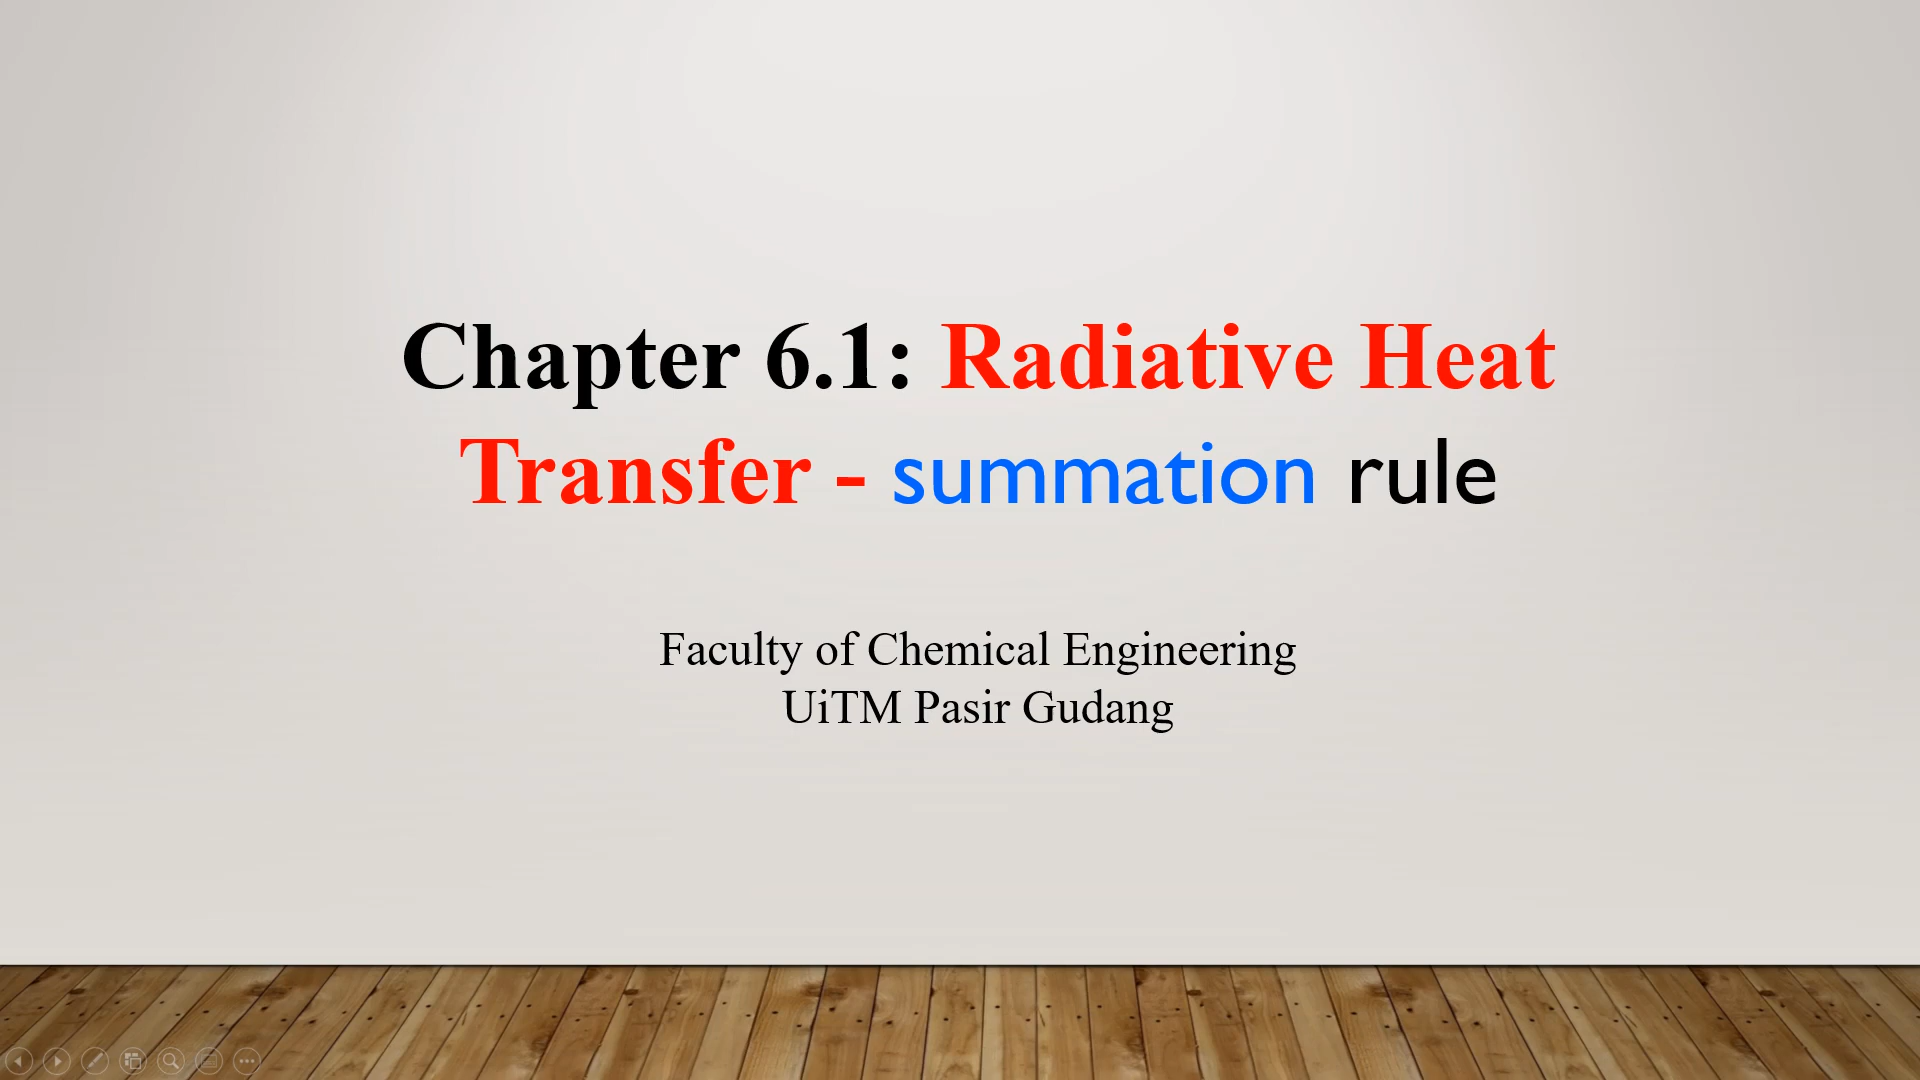 Chapter 6.1: Radiative Heat
Transfer - summation rule
Faculty of Chemical Engineering
UiTM Pasir Gudang